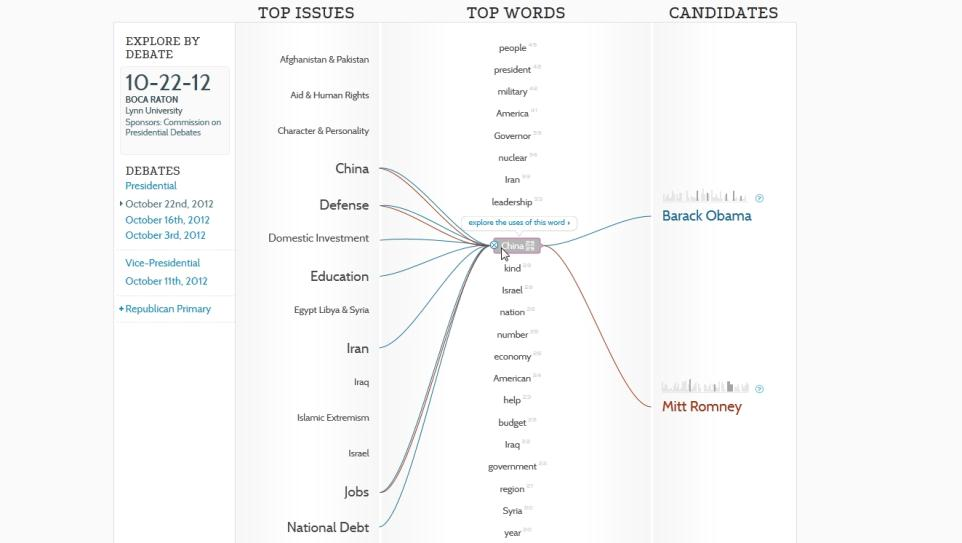 TOP ISSUES
TOP WORDS
CANDIDATES
EXPLORE BY
DEBATE
10-22-12
BOCA RATON
Lynn University
Sponsors: Commission on
Presidential Debates
DEBATES
Presidential
October 22nd, 2012
October 16th, 2012
October 3rd, 2012
Vice-Presidential
October 11th, 2012
+Republican Primary
Afghanistan & Pakistan
Aid & Human Rights
Character & Personality
China
Defense
Domestic Investment
Education
Egypt Libya & Syria
Iran
Iraq
Islamic Extremism
Israel
Jobs
National Debt
people
president
military
America
Governor
nuclear
Iran
leadership
explore the uses of this word ›
China
kind
Israel
nation
number
economy
American
help
budget
Iraq
government
region
Syria
year
?
Barack Obama
?
Mitt Romney